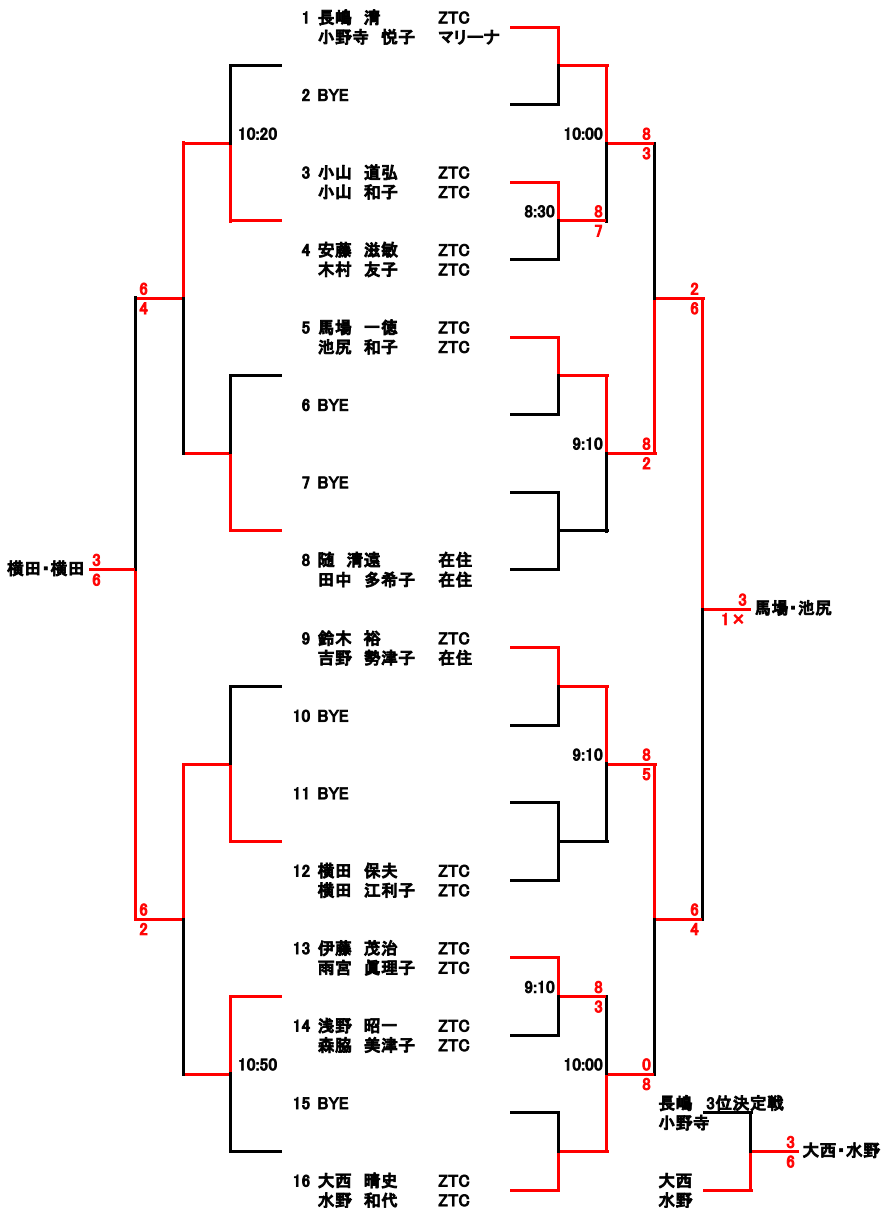 1 長嶋 清 ZTC
小野寺 悦子 マリーナ
2 BYE
10:20
10:00
8
3
3 小山 道弘 ZTC
小山 和子 ZTC
8:30
8
7
4 安藤 滋敏 ZTC
木村 友子 ZTC
6
4
2
6
5 馬場 一徳 ZTC
池尻 和子 ZTC
6 BYE
9:10
8
2
7 BYE
8 随 清遠 在住
田中 多希子 在住
横田・横田
3
6
3
1×
馬場・池尻
9 鈴木 裕 ZTC
吉野 勢津子 在住
10 BYE
9:10
8
5
11 BYE
12 横田 保夫 ZTC
横田 江利子 ZTC
6
2
6
4
13 伊藤 茂治 ZTC
雨宮 眞理子 ZTC
9:10
8
3
14 浅野 昭一 ZTC
森脇 美津子 ZTC
10:50
10:00
0
8
15 BYE
16 大西 晴史 ZTC
水野 和代 ZTC
長嶋 3位決定戦
小野寺
3
6
大西・水野
大西
水野